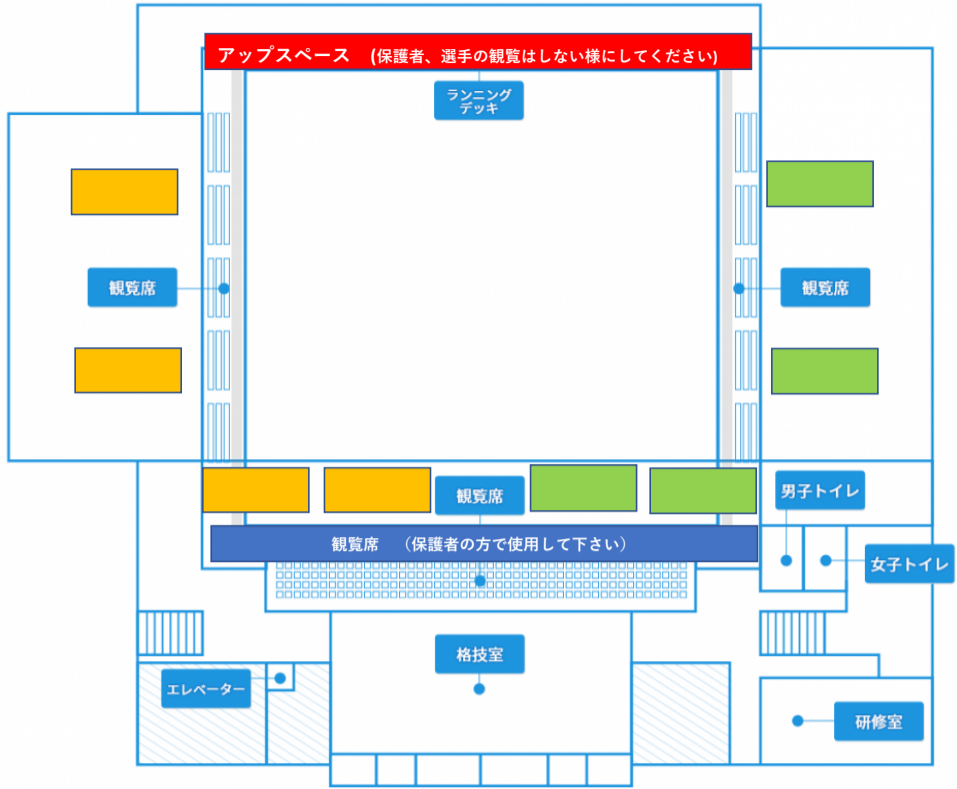 アップスペース (保護者、選手の観覧はしない様にしてください)
ランニング
デッキ
観覧席
観覧席
観覧席
男子トイレ
観覧席 （保護者の方で使用して下さい）
女子トイレ
格技室
エレベーター
研修室